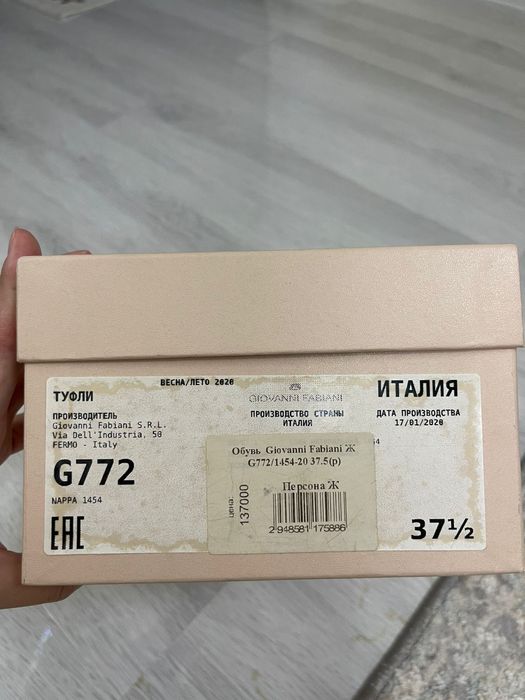 ВЕСНА/ЛЕТО 2020
ТУФЛИ
GIOVANNI FABIANI
ИТАЛИЯ
ПРОИЗВОДИТЕЛЬ
Giovanni Fabiani S.R.L.
Via Dell'Industria, 50
FERMO - Italy
ПРОИЗВОДСТВО СТРАНЫ
ИТАЛИЯ
ДАТА ПРОИЗВОДСТВА
17/01/2020
G772
NAPPA 1454
EAC
54
Обувь Giovanni Fabiani Ж
G772/1454-20 37.5(р)
Персона Ж
цена:
137000
2 948581 175886
37½